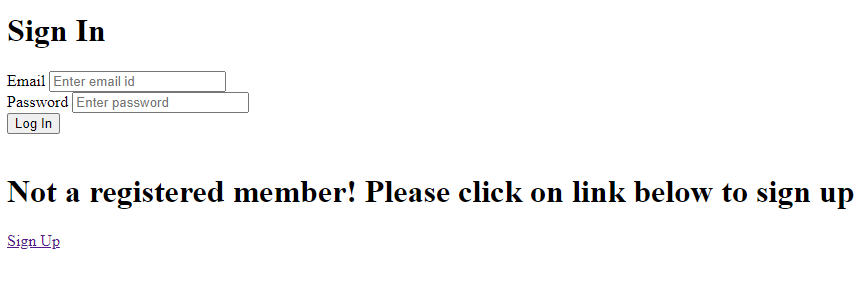 Sign In
Email Enter email id
Password Enter password
Log In
Not a registered member! Please click on link below to sign up
Sign Up